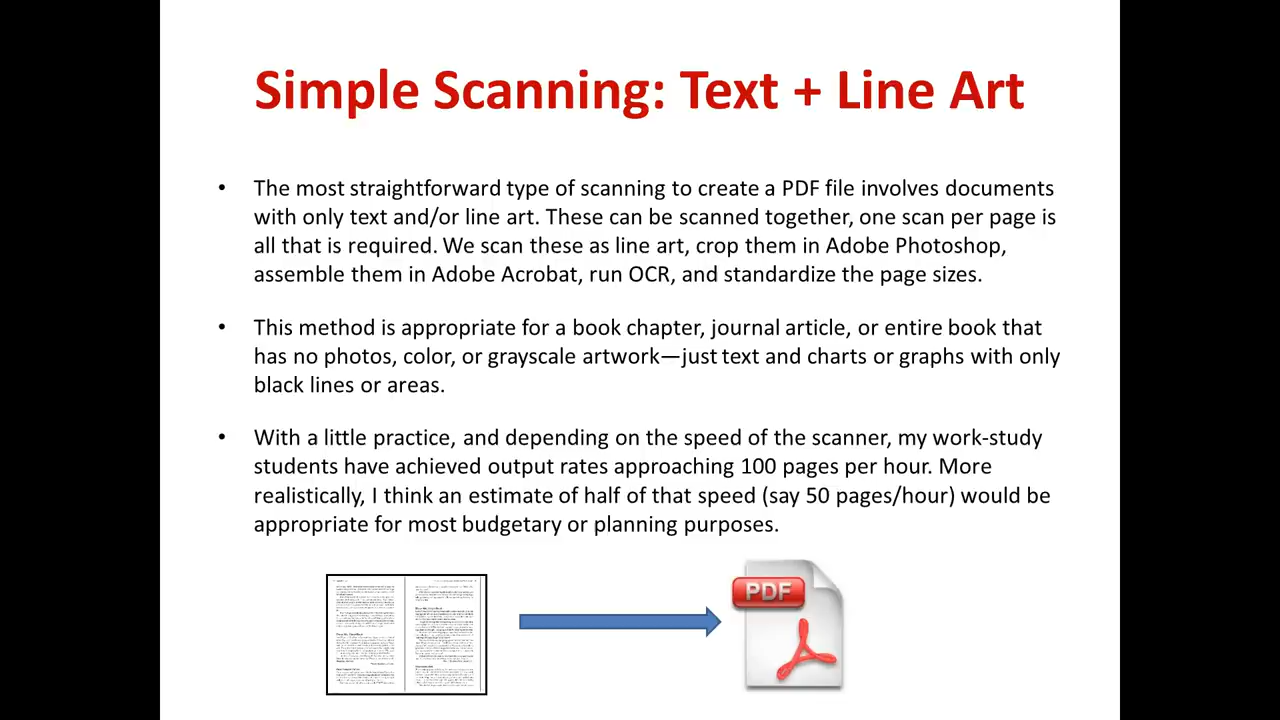 Simple Scanning: Text + Line Art
• The most straightforward type of scanning to create a PDF file involves documents
with only text and/or line art. These can be scanned together, one scan per page is
all that is required. We scan these as line art, crop them in Adobe Photoshop,
assemble them in Adobe Acrobat, run OCR, and standardize the page sizes.
• This method is appropriate for a book chapter, journal article, or entire book that
has no photos, color, or grayscale artwork—just text and charts or graphs with only
black lines or areas.
• With a little practice, and depending on the speed of the scanner, my work-study
students have achieved output rates approaching 100 pages per hour. More
realistically, I think an estimate of half of that speed (say 50 pages/hour) would be
appropriate for most budgetary or planning purposes.
PDF